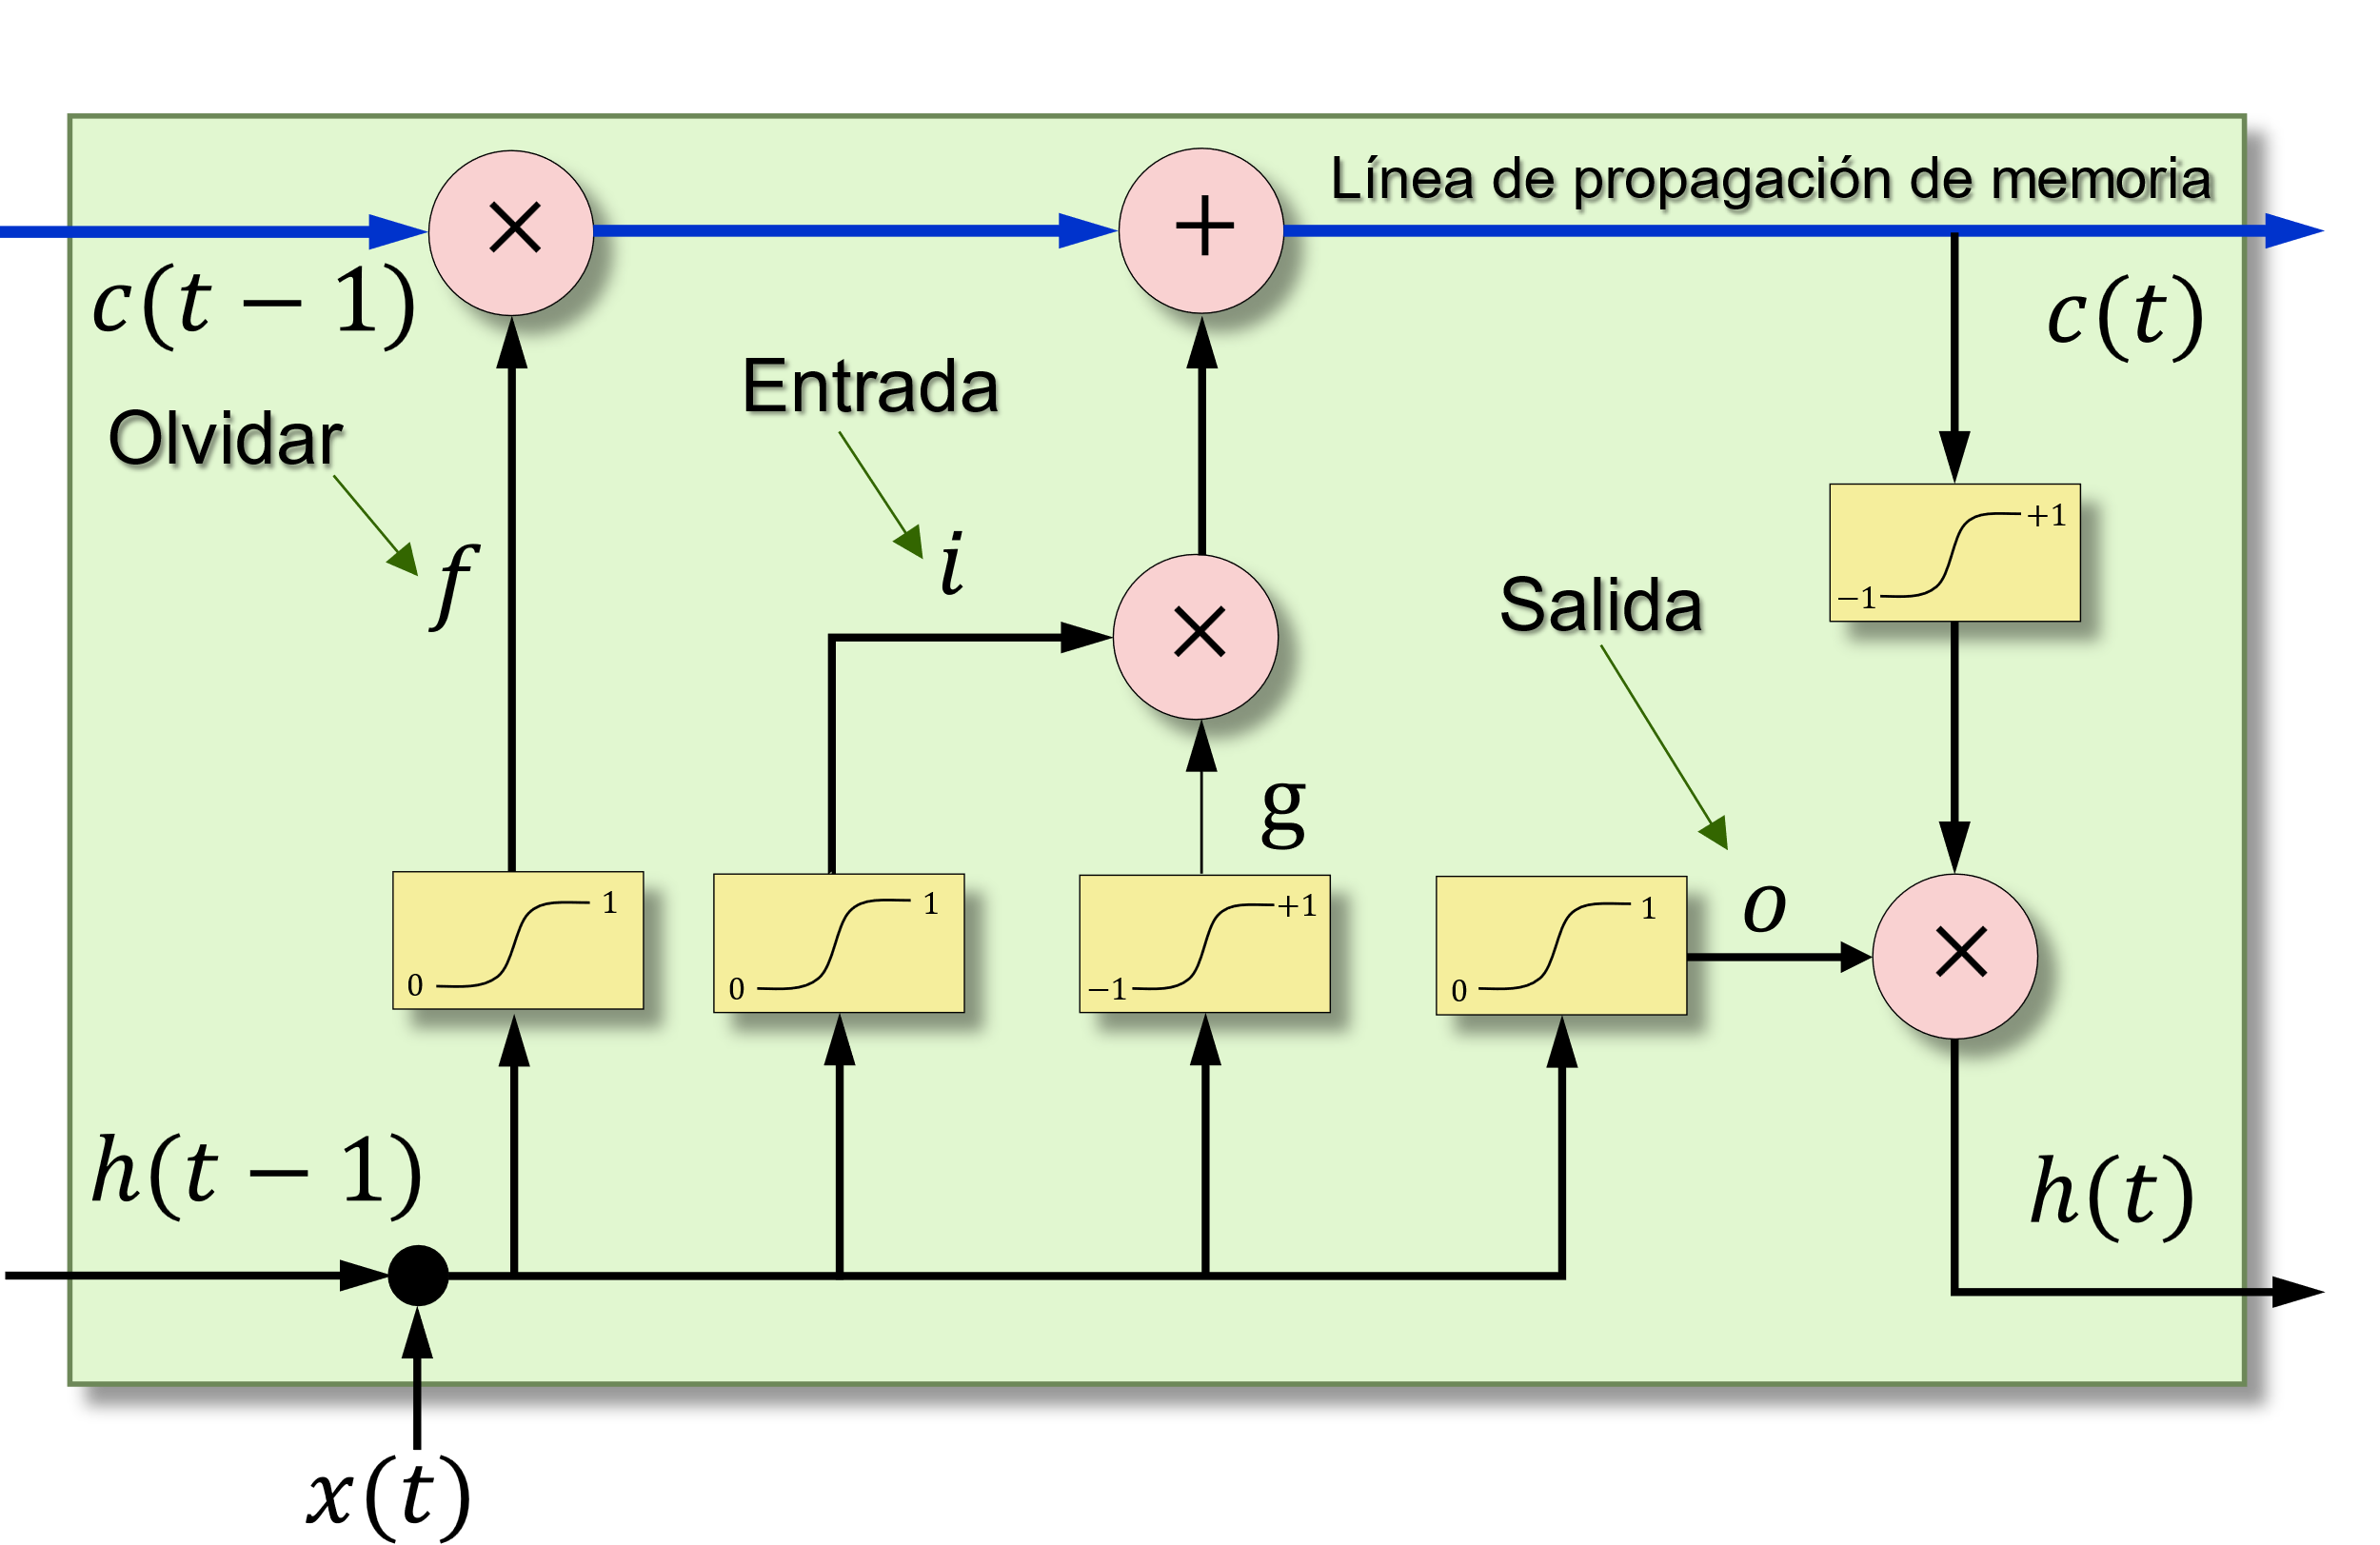 ×
+
Línea de propagación de memoria
c(t − 1)
c(t)
Entrada
Olvidar
i
f
+1
−1
×
Salida
g
o
1
0
1
0
+1
−1
1
0
×
h(t − 1)
h(t)
x(t)